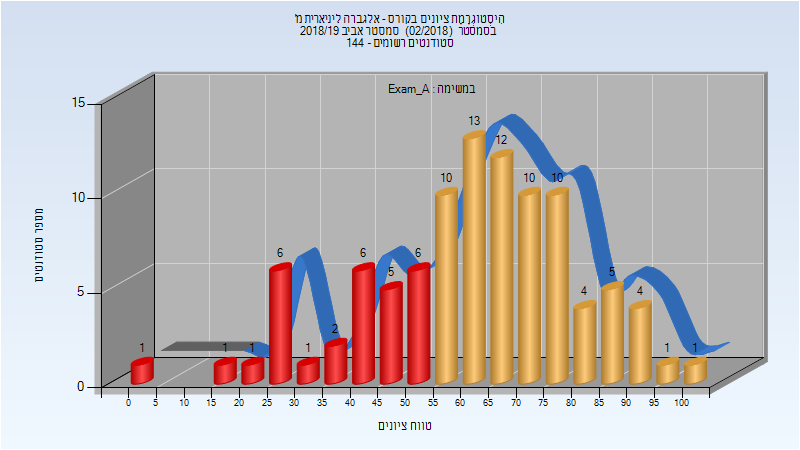 היסטוגרמת ציונים בקורס - אלגברה ליניארית מ'
בסמסטר (02/2018) סמסטר אביב 2018/19
סטודנטים רשומים - 144
במשימה : Exam_A
מספר סטודנטים
15
10
5
0
1 1 1 6 1 2 6 5 6 10 13 12 10 10 4 5 4 1 1
0 5 10 15 20 25 30 35 40 45 50 55 60 65 70 75 80 85 90 95 100
טווח ציונים